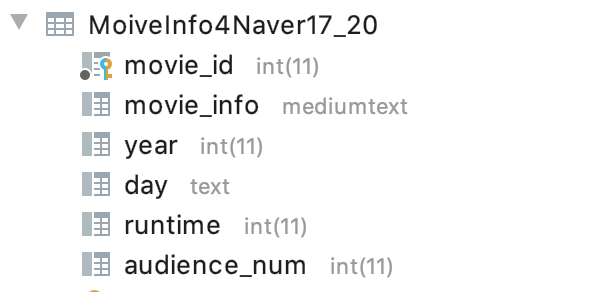 MoiveInfo4Naver17_20
movie_id int(11)
movie_info mediumtext
year int(11)
day text
runtime int(11)
audience_num int(11)